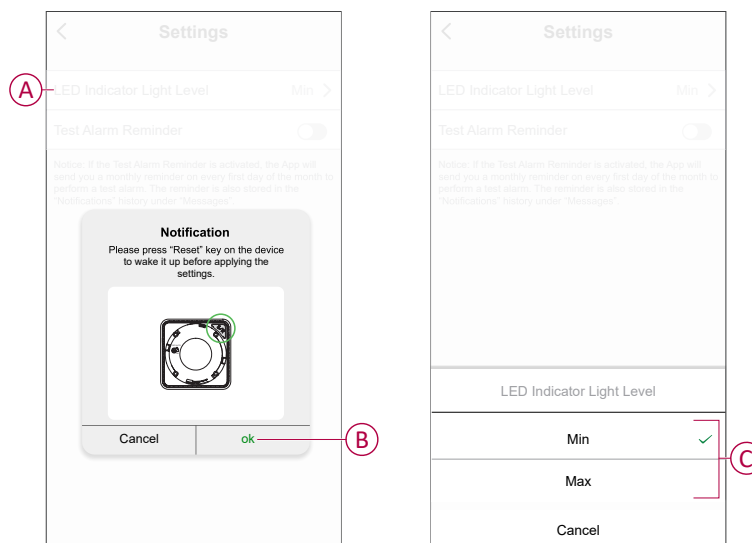 Settings
A
LED Indicator Light Level Min
Test Alarm Reminder
Notice: If the Test Alarm Reminder is activated, the App will
send you a monthly reminder on every first day of the month to
perform a test alarm. The reminder is also stored in the
"Notifications" history under "Messages"
Notification
Please press "Reset" key on the device
to wake it up before applying the
settings.
Cancel
ok
B
Settings
LED Indicator Light Level Min
Test Alarm Reminder
Notice: If the Test Alarm Reminder is activated, the App will
send you a monthly reminder on every first day of the month to
perform a test alarm. The reminder is also stored in the
"Notifications" history under "Messages"
LED Indicator Light Level
Min
Max
C
Cancel